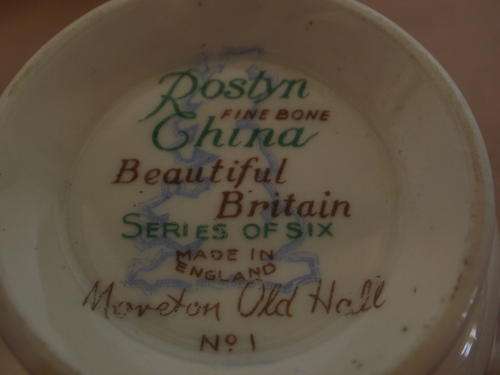 Roslyn
FINE BONE
China
Beautiful
Britain
SERIES OF SIX
MADE IN
ENGLAND
Moreton Old Hall
Nº 1